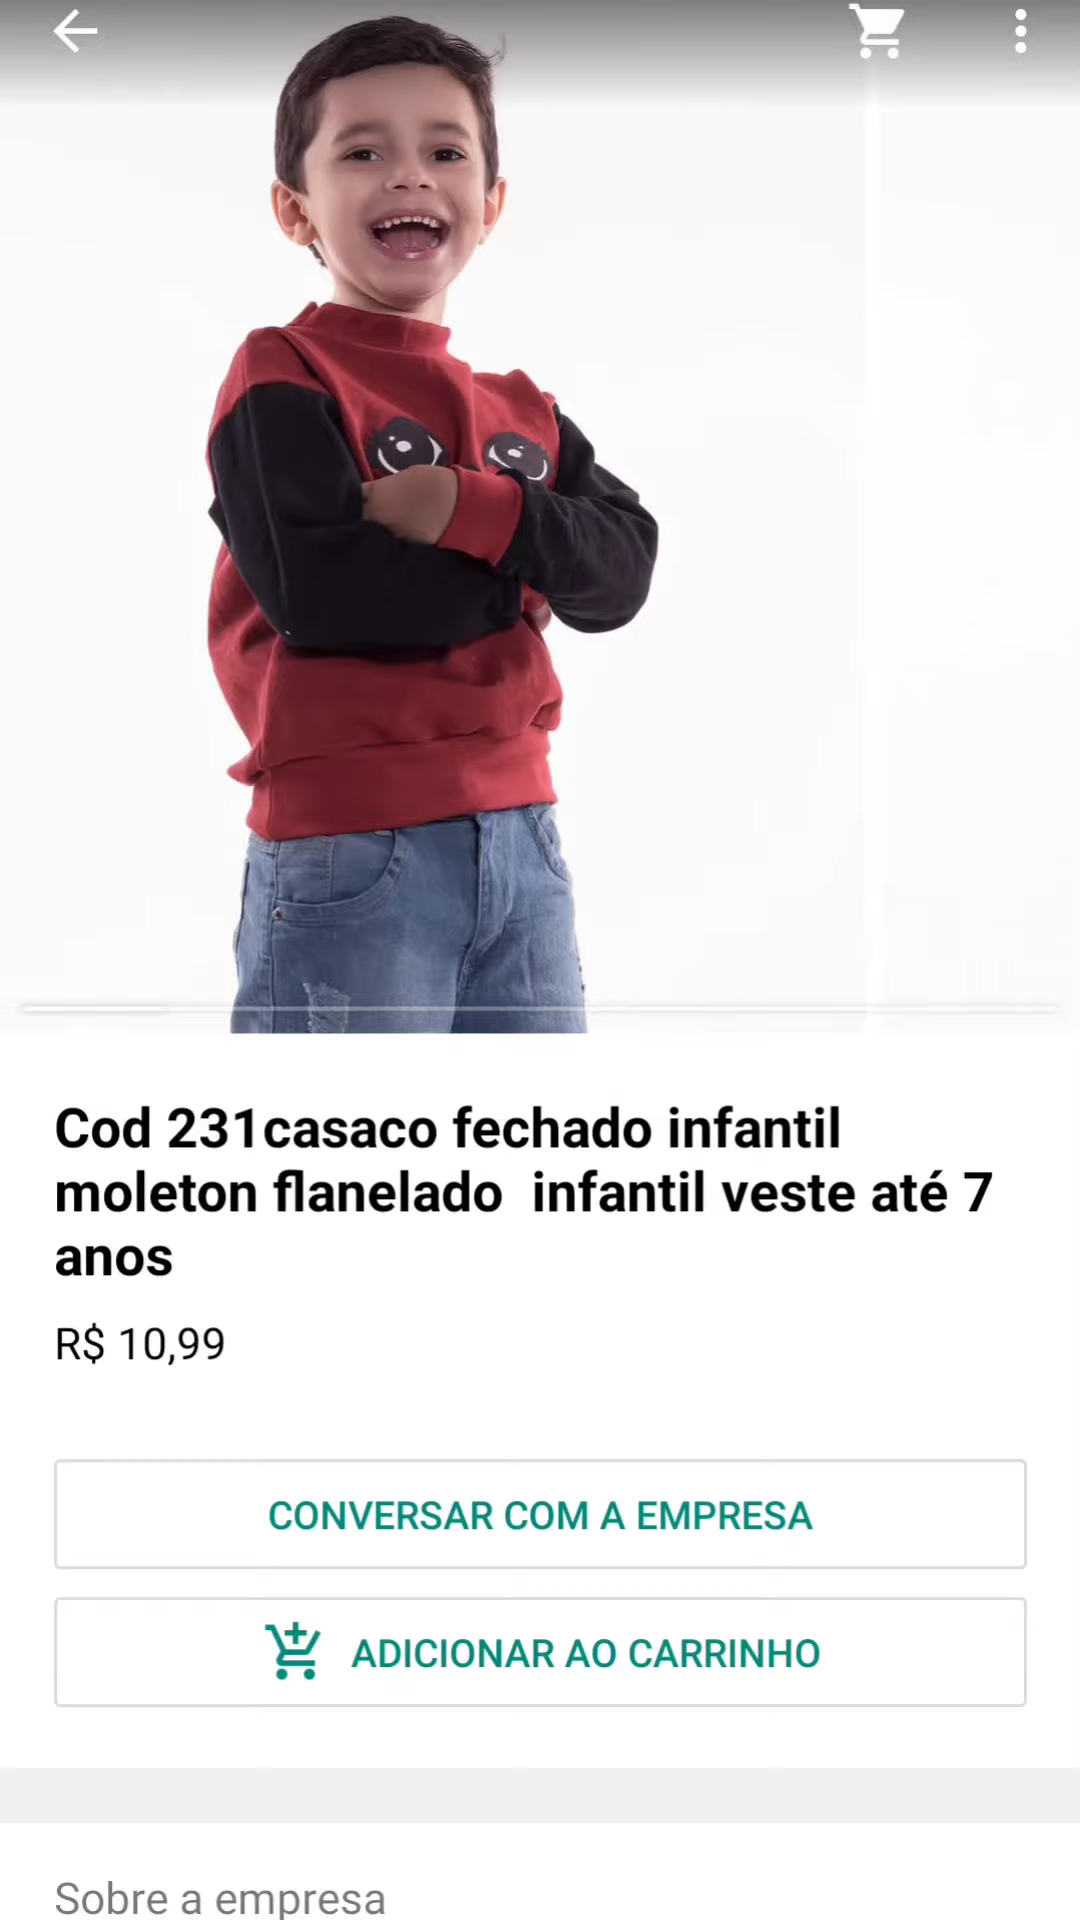 Cod 231casaco fechado infantil
moleton flanelado  infantil veste até 7
anos
R$ 10,99
CONVERSAR COM A EMPRESA
ADICIONAR AO CARRINHO
Sobre a empresa